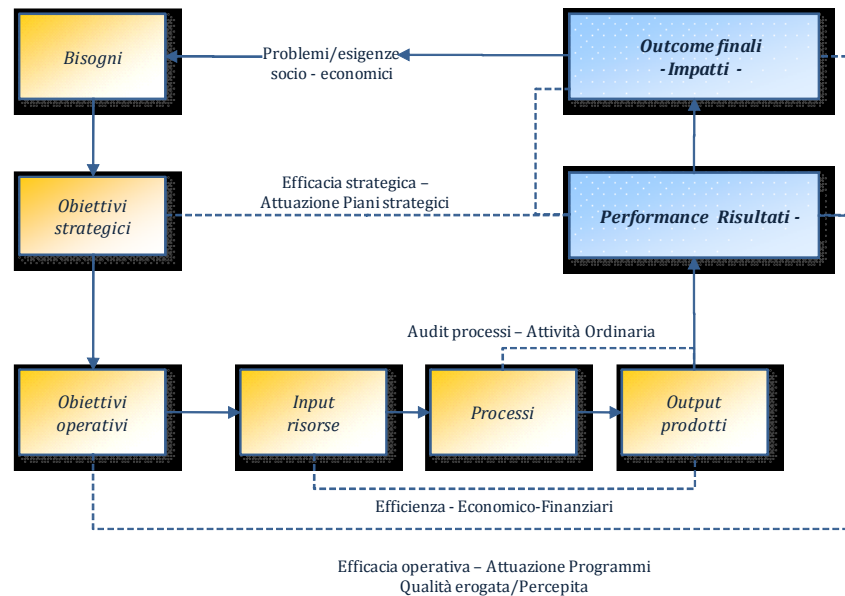 Bisogni
Problemi/esigenze
socio - economici
Outcome finali
- Impatti -
Obiettivi
strategici
Efficacia strategica –
Attuazione Piani strategici
Performance Risultati -
Audit processi – Attività Ordinaria
Obiettivi
operativi
Input
risorse
Processi
Output
prodotti
Efficienza - Economico-Finanziari
Efficacia operativa – Attuazione Programmi
Qualità erogata/Percepita